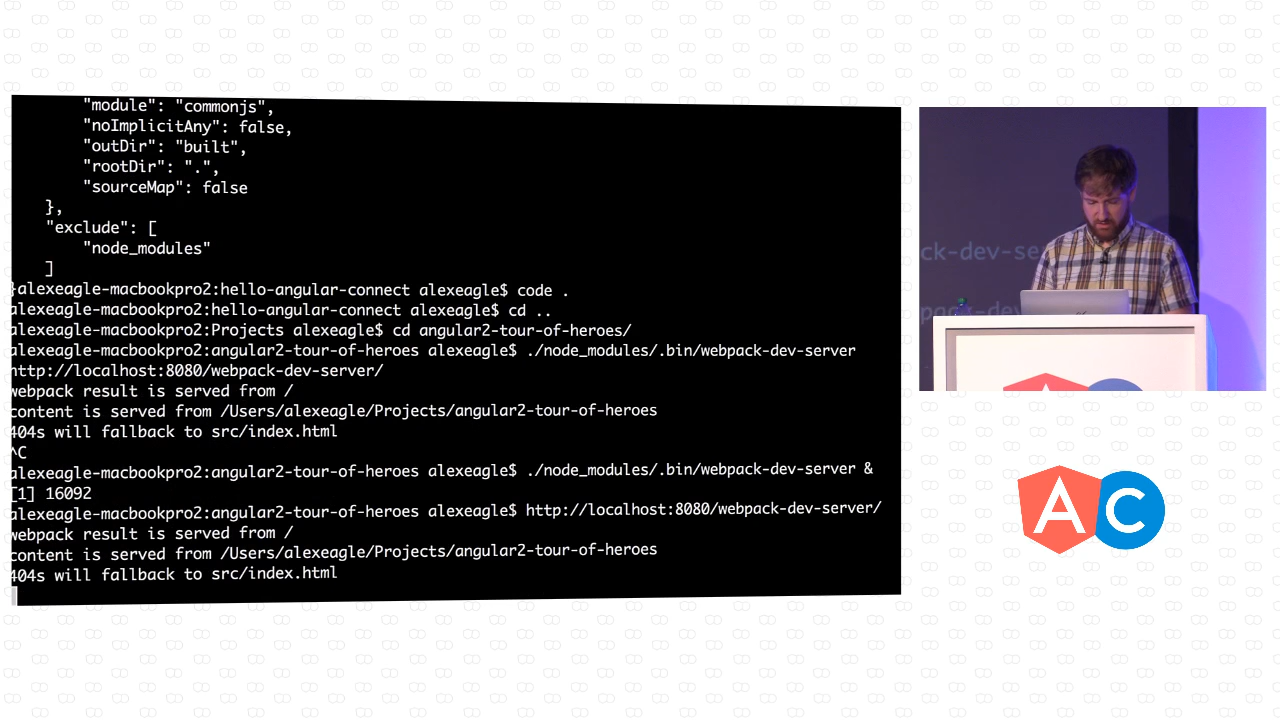 "module": "commonjs",
"noImplicitAny": false,
"outDir": "built",
"rootDir": ".",
"sourceMap": false
},
"exclude": [
"node_modules"
]
}alexeagle-macbookpro2:hello-angular-connect alexeagle$ code .
alexeagle-macbookpro2:hello-angular-connect alexeagle$ cd ..
alexeagle-macbookpro2:Projects alexeagle$ cd angular2-tour-of-heroes/
alexeagle-macbookpro2:angular2-tour-of-heroes alexeagle$ ./node_modules/.bin/webpack-dev-server
http://localhost:8080/webpack-dev-server/
webpack result is served from /
content is served from /Users/alexeagle/Projects/angular2-tour-of-heroes
404s will fallback to src/index.html
^C
alexeagle-macbookpro2:angular2-tour-of-heroes alexeagle$ ./node_modules/.bin/webpack-dev-server &
[1] 16092
alexeagle-macbookpro2:angular2-tour-of-heroes alexeagle$ http://localhost:8080/webpack-dev-server/
webpack result is served from /
content is served from /Users/alexeagle/Projects/angular2-tour-of-heroes
404s will fallback to src/index.html
ck-dev-se
pack-dev
AC